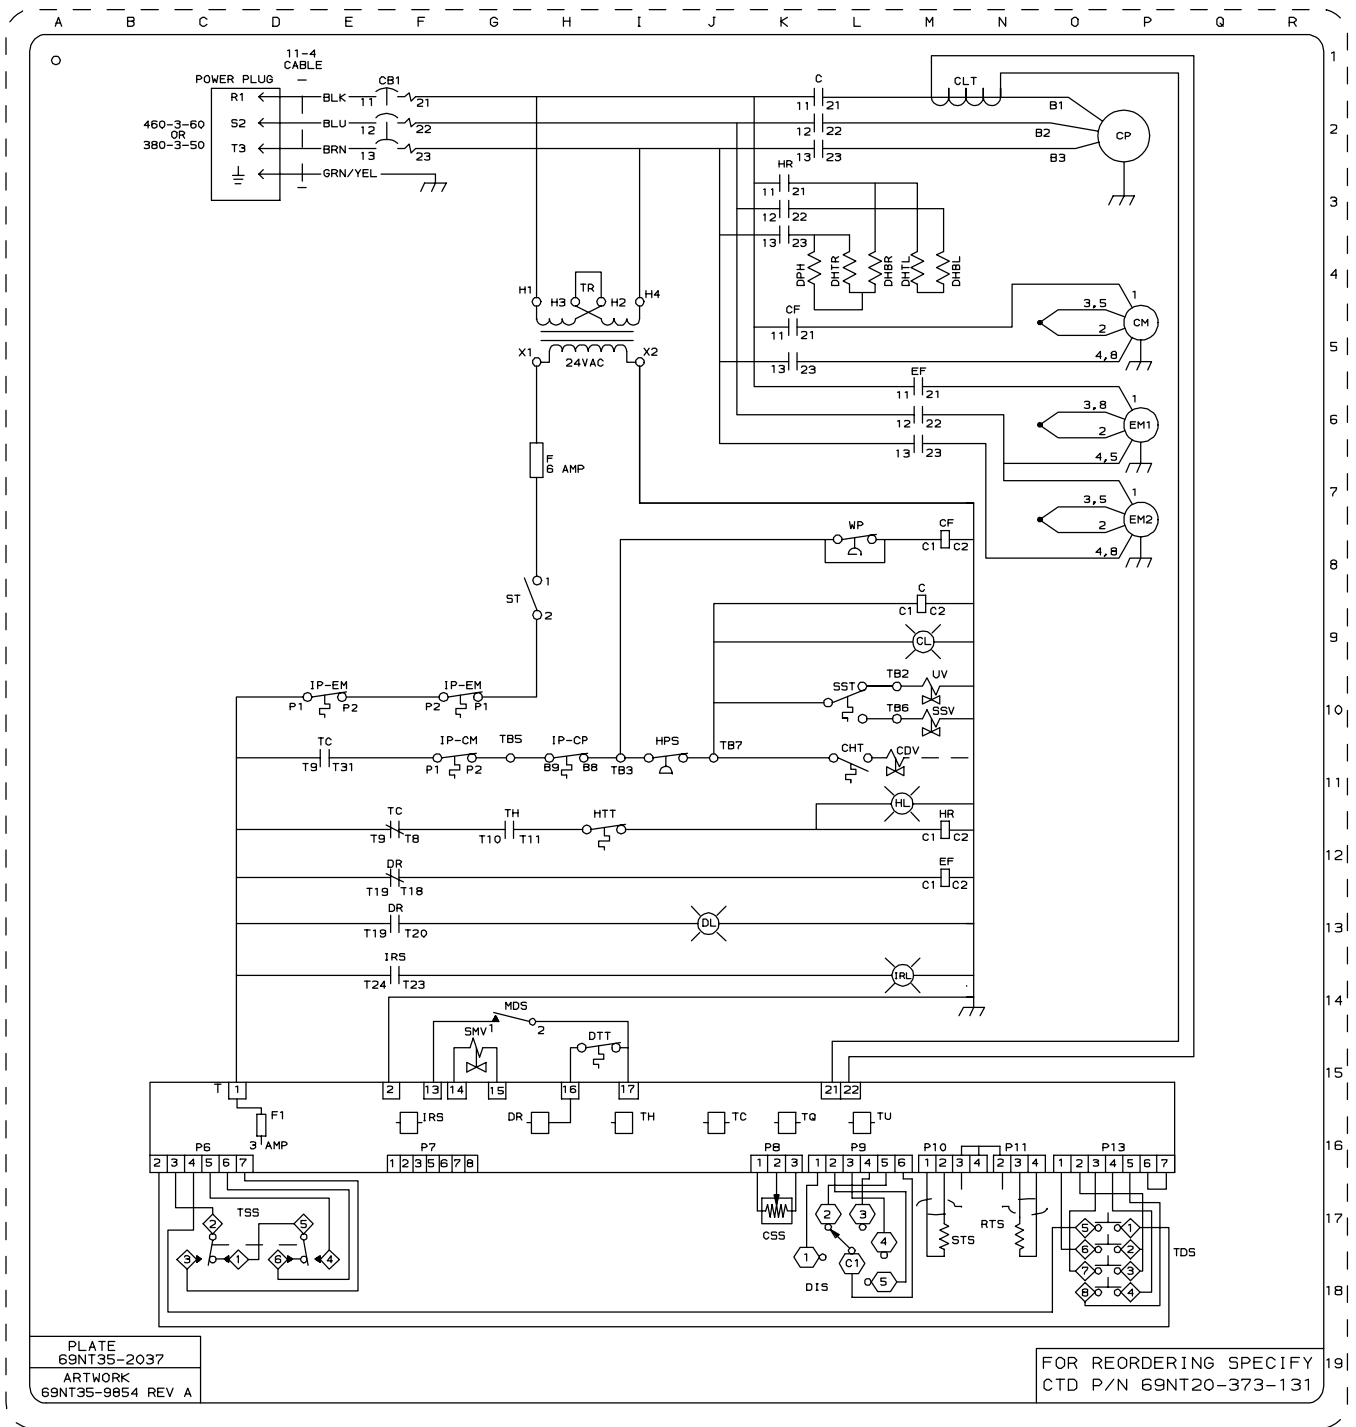 A B C D E F G H I J K L M N O P Q R
1
11-4
CABLE
POWER PLUG
CB1
C
CLT
R1 BLK 11 21
11 21
B1
460-3-60
OR
380-3-50
S2 BLU 12 22
12 22
B2
CP
2
T3 BRN 13 23
13 23
B3
GRN/YEL
HR
11 21
12 22
13 23
3
DPH DHTR DHBR DHTL DHBL
4
H1 H3 TR H2 H4
CF
11 21
1
3,5
2
CM
4,8
X1 X2
24VAC
13 23
5
EF
11 21
12 22
13 23
1
3,8
2
EM1
4,5
6
F
6 AMP
7
1
3,5
2
EM2
4,8
WP
CF
C1 C2
8
ST
1
2
C
C1 C2
CL
9
IP-EM
P1 P2
IP-EM
P2 P1
SST
TB2 UV
TB6 SSV
10
TC
T9 T31
IP-CM
P1 P2
TB5
IP-CP
B9 B8
TB3
HPS
TB7
CHT
CDV
11
HL
TC
T9 T8
TH
T10 T11
HTT
HR
C1 C2
12
DR
T19 T18
EF
C1 C2
DR
T19 T20
DL
13
IRS
T24 T23
IRL
14
MDS
1 2
SMV
DTT
15
T 1 2 13 14 15 16 17 21 22
F1
3 AMP
IRS DR TH TC TQ TU
16
P6 P7 P8 P9 P10 P11 P13
2 3 4 5 6 7
1 2 3 5 6 7 8
1 2 3
1 2 3 4 5 6
1 2 3 4
2 3 4
1 2 3 4 5 6 7
TSS
2 5
3 1 6 4
CSS
2 3
4
1 C1
5
DIS
STS
RTS
5 1
6 2
7 3
8 4
TDS
17
18
PLATE
69NT35-2037
ARTWORK
69NT35-9854 REV A
FOR REORDERING SPECIFY
CTD P/N 69NT20-373-131
19